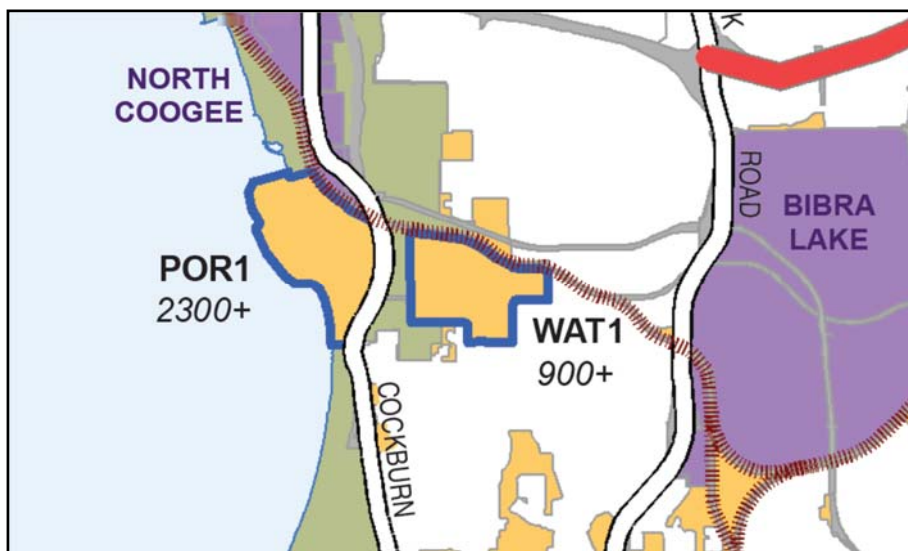 K
NORTH
COOGEE
ROAD
BIBRA
LAKE
POR1
2300+
WAT1
900+
COCKBURN